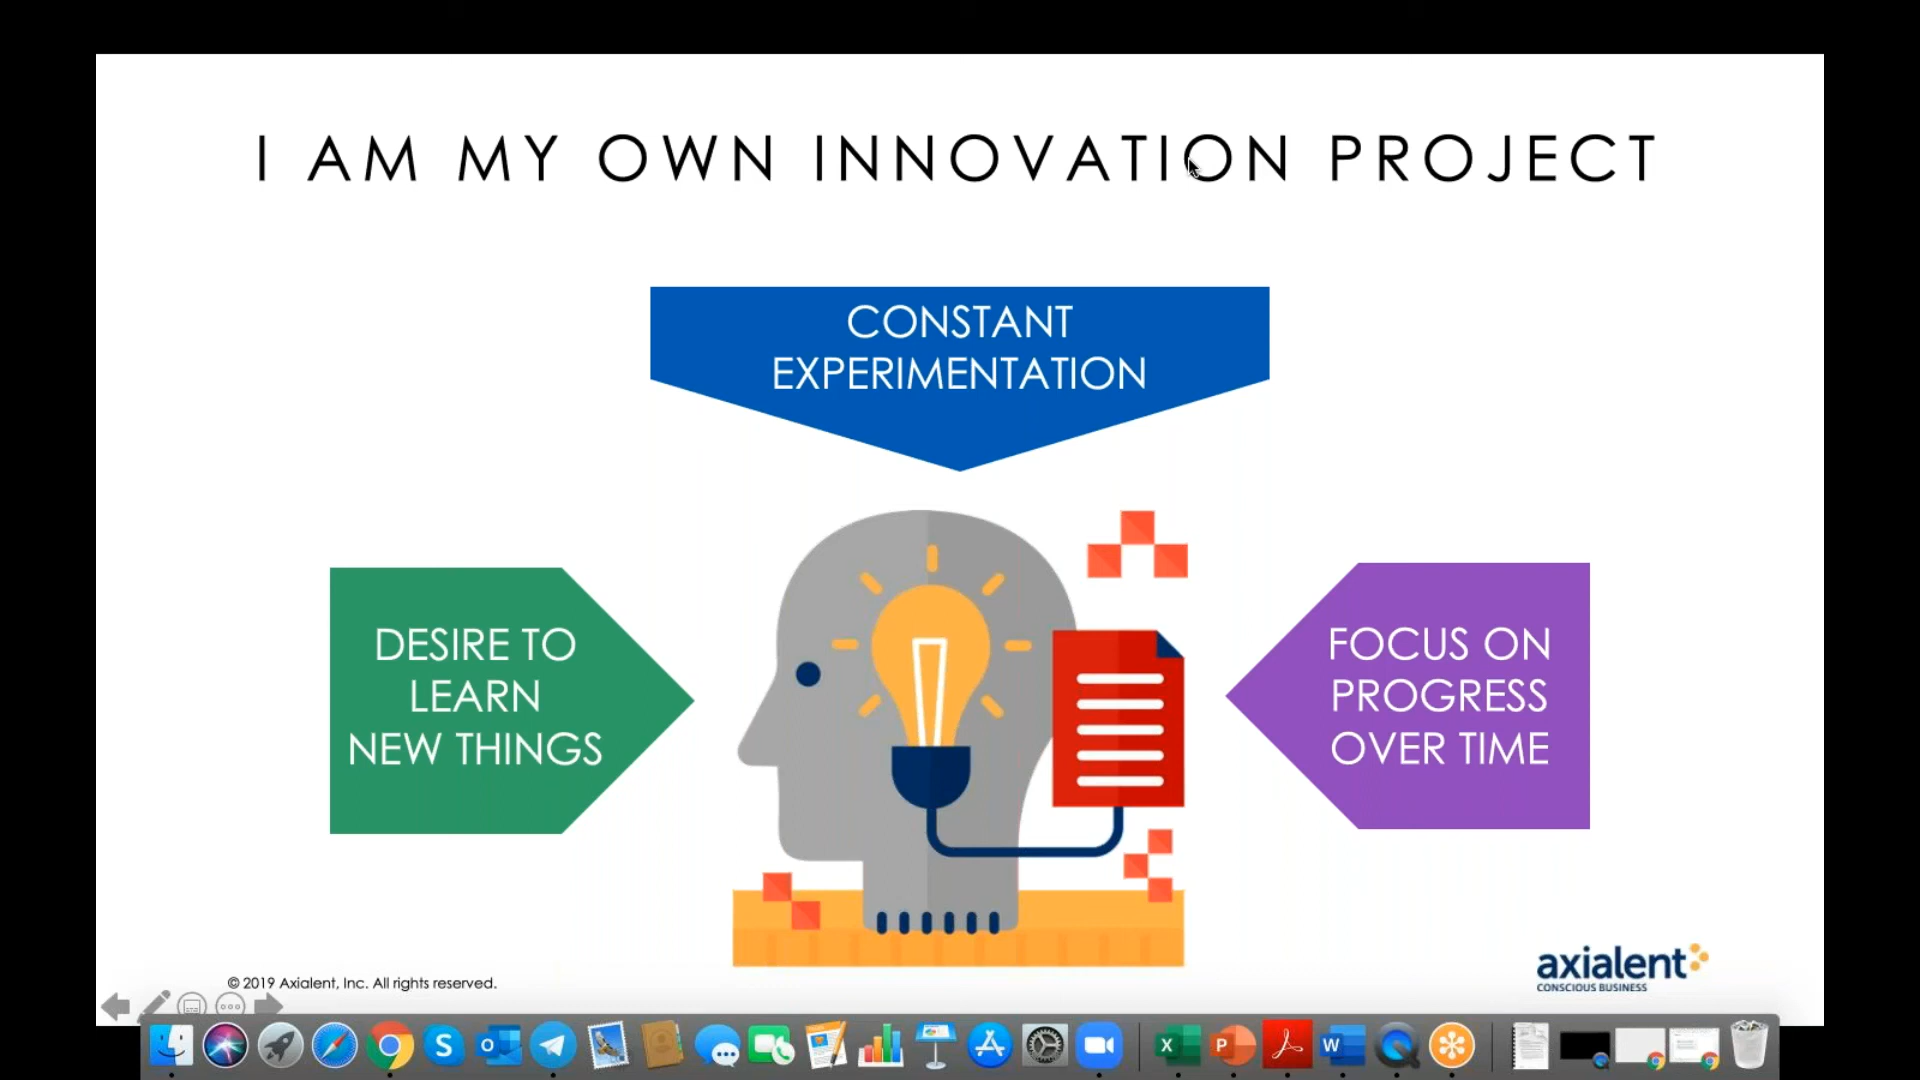 I AM MY OWN INNOVATION PROJECT
CONSTANT
EXPERIMENTATION
DESIRE TO
LEARN
NEW THINGS
FOCUS ON
PROGRESS
OVER TIME
© 2019 Axialent, Inc. All rights reserved.
axialent
CONSCIOUS BUSINESS